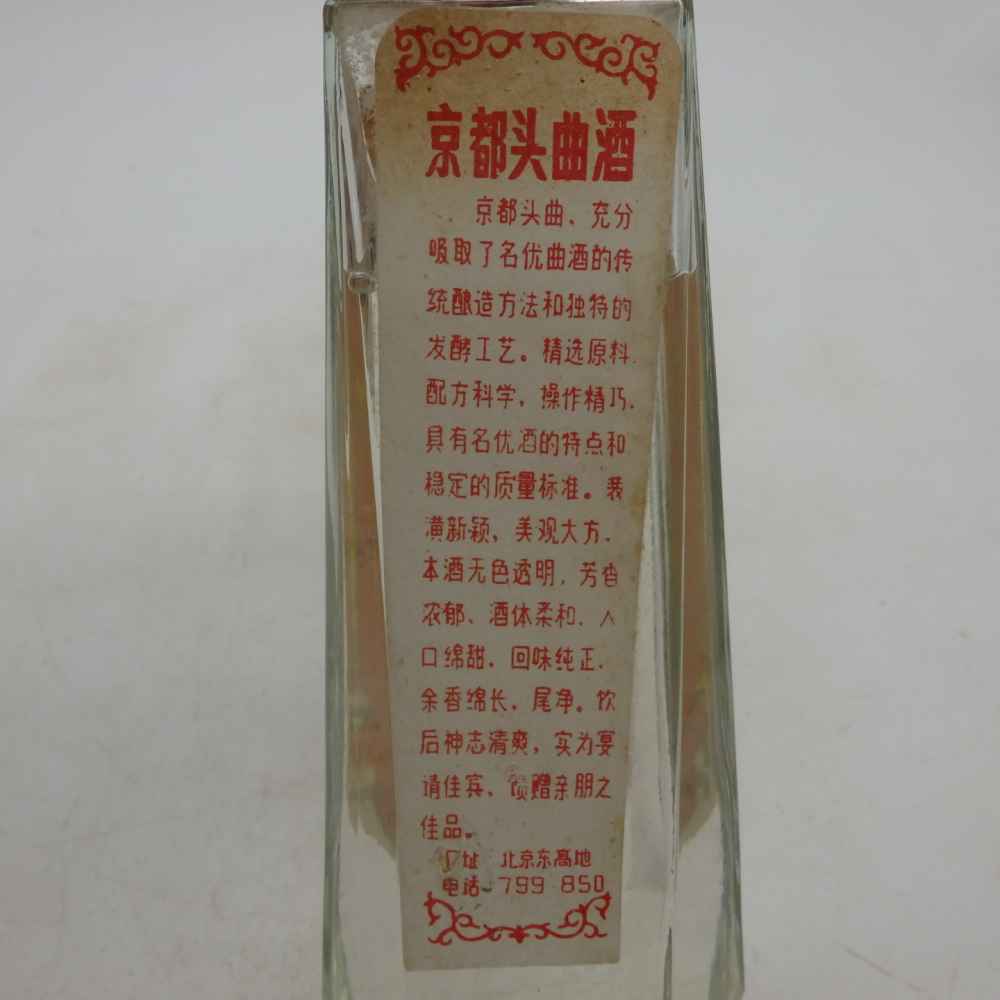 京都头曲酒
京都头曲、充分
吸取了名优曲酒的传
统酿造方法和独特的
发酵工艺。精选原料,
配方科学,操作精巧,
具有名优酒的特点和
稳定的质量标准。装
潢新颖,美观大方,
本酒无色透明,芳香
浓郁、酒体柔和,入
口绵甜,回味纯正,
余香绵长,尾净。饮
后神志清爽,实为宴
请佳宾、馈赠亲朋之
佳品。
厂址 北京东高地
电话 799 850